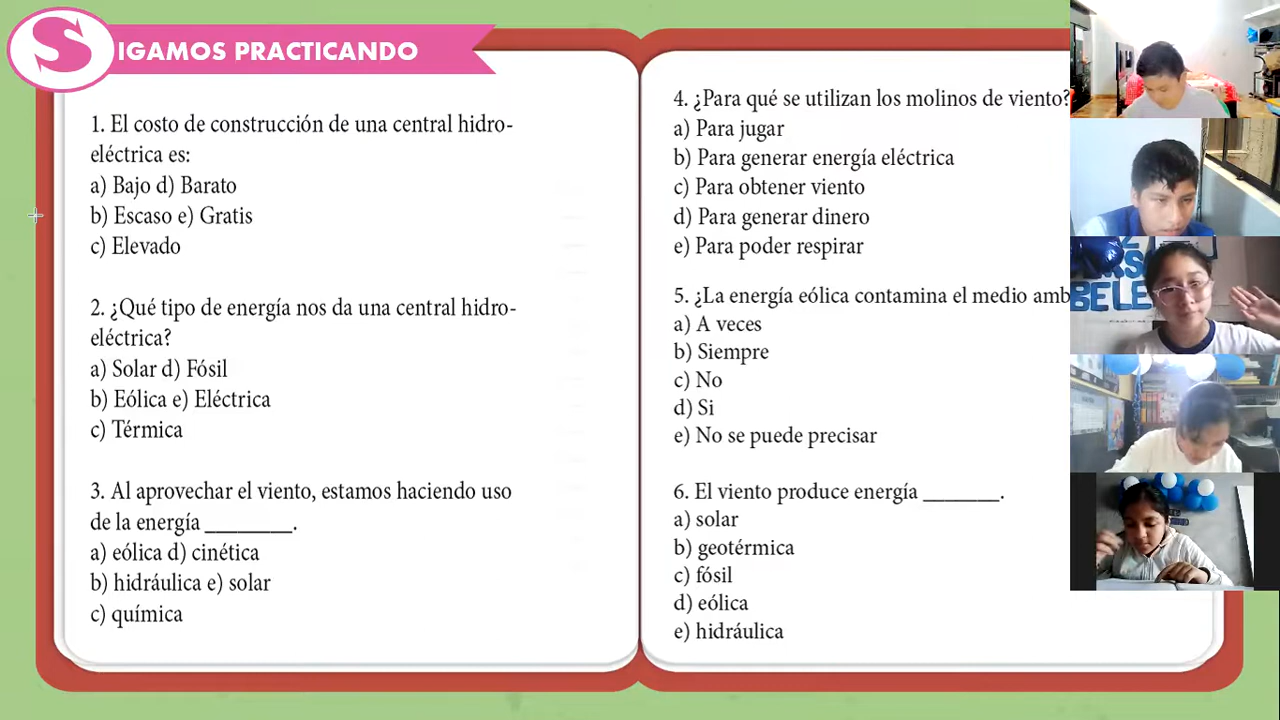 SIGAMOS PRACTICANDO
1. El costo de construcción de una central hidro-
eléctrica es:
a) Bajo d) Barato
b) Escaso e) Gratis
c) Elevado
2. ¿Qué tipo de energía nos da una central hidro-
eléctrica?
a) Solar d) Fósil
b) Eólica e) Eléctrica
c) Térmica
3. Al aprovechar el viento, estamos haciendo uso
de la energía ________.
a) eólica d) cinética
b) hidráulica e) solar
c) química
4. ¿Para qué se utilizan los molinos de viento?
a) Para jugar
b) Para generar energía eléctrica
c) Para obtener viento
d) Para generar dinero
e) Para poder respirar
5. ¿La energía eólica contamina el medio amb
a) A veces
b) Siempre
c) No
d) Si
e) No se puede precisar
6. El viento produce energía _______.
a) solar
b) geotérmica
c) fósil
d) eólica
e) hidráulica
BELE